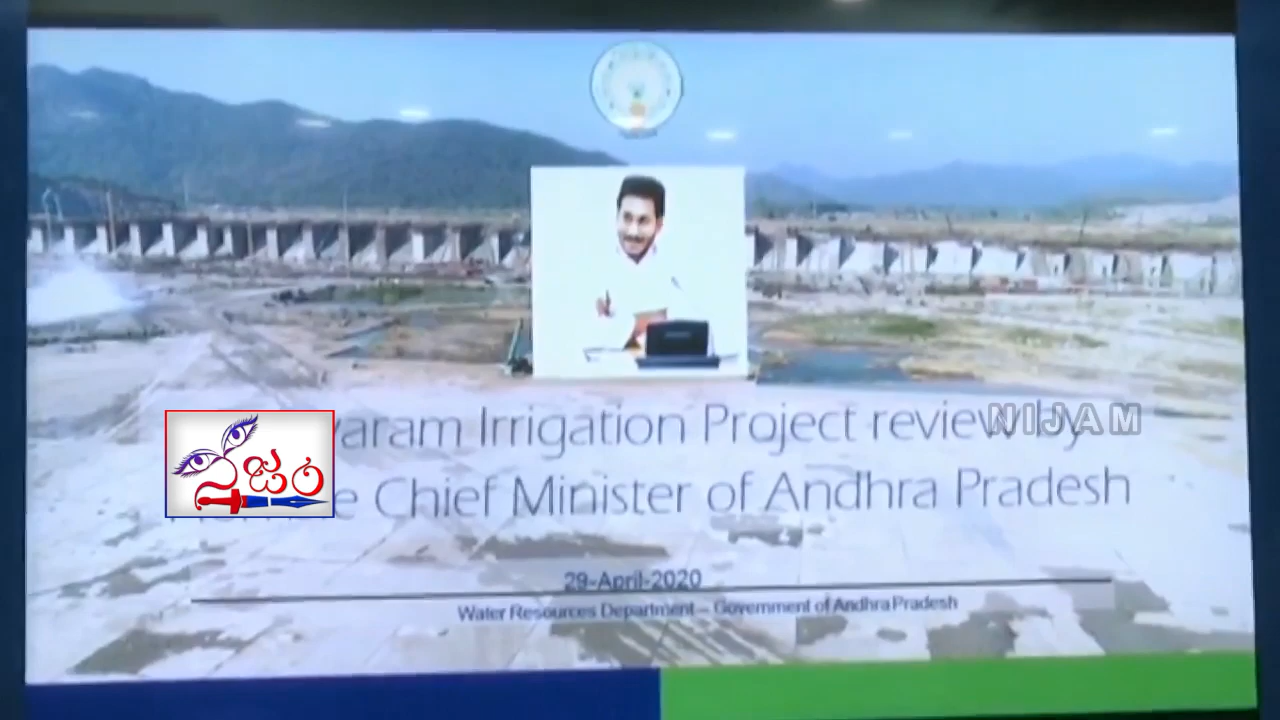 varam Irrigation Project review by
NIJAM
నిజం
Chief Minister of Andhra Pradesh
29-April-2020
Water Resources Department – Government of Andhra Pradesh